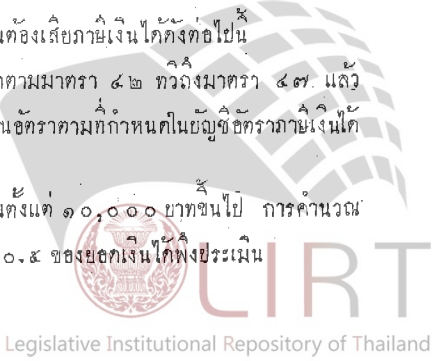 นต้องเสียภาษีเงินได้ดังต่อไปนี้
าตามมาตรา ๔๒ ทวิถึงมาตรา ๔๗ แล้ว
นอัตราตามที่กำหนดในบัญชีอัตราภาษีเงินได้
มตั้งแต่ ๑๐,๐๐๐ บาทขึ้นไป การคำนวณ
๐.๕ ของยอดเงินได้พึงประเมิน
LIRT
Legislative Institutional Repository of Thailand